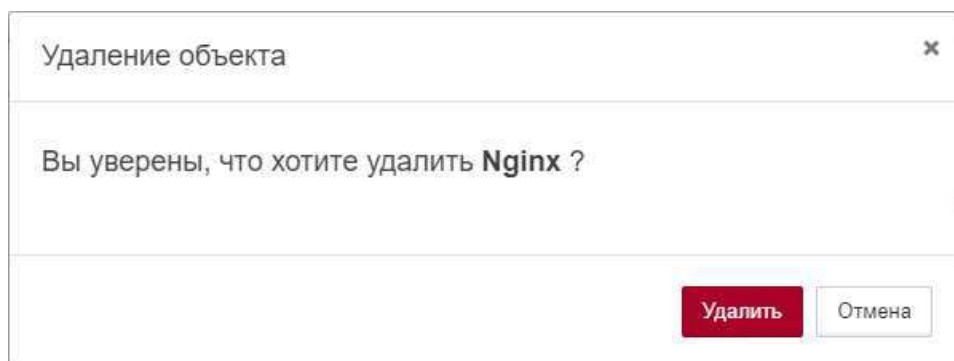 Удаление объекта
Вы уверены, что хотите удалить Nginx ?
Удалить Отмена